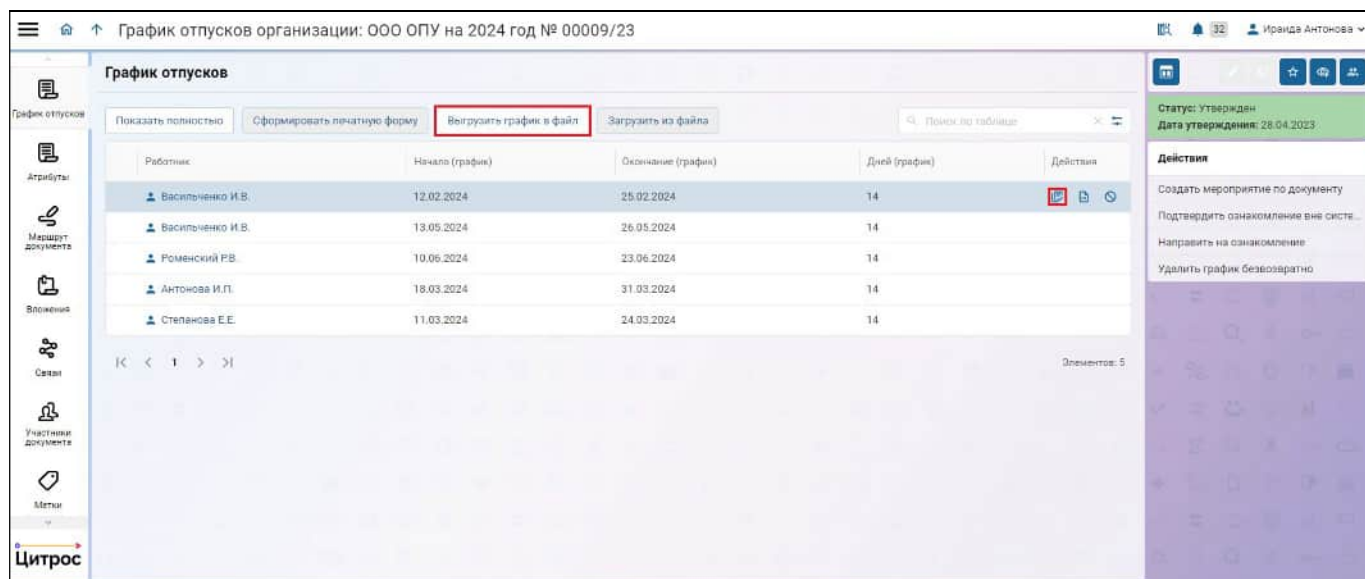 График отпусков организации: ООО ОПУ на 2024 год № 00009/23
32
Ираида Антонова
График отпусков
Атрибуты
Маршрут
документа
Вложения
Связи
Участники
документа
Метки
Цитрос
График отпусков
Показать полностью
Сформировать печатную форму
Выгрузить график в файл
Загрузить из файла
Поиск по таблице
Работник Начало (график) Окончание (график) Дней (график) Действия
Васильченко И.В. 12.02.2024 25.02.2024 14
Васильченко И.В. 13.05.2024 26.05.2024 14
Роменский Р.В. 10.06.2024 23.06.2024 14
Антонова И.П. 18.03.2024 31.03.2024 14
Степанова Е.Е. 11.03.2024 24.03.2024 14
1
Элементов: 5
Статус: Утвержден
Дата утверждения: 28.04.2023
Действия
Создать мероприятие по документу
Подтвердить ознакомление вне систе...
Направить на ознакомление
Удалить график безвозвратно